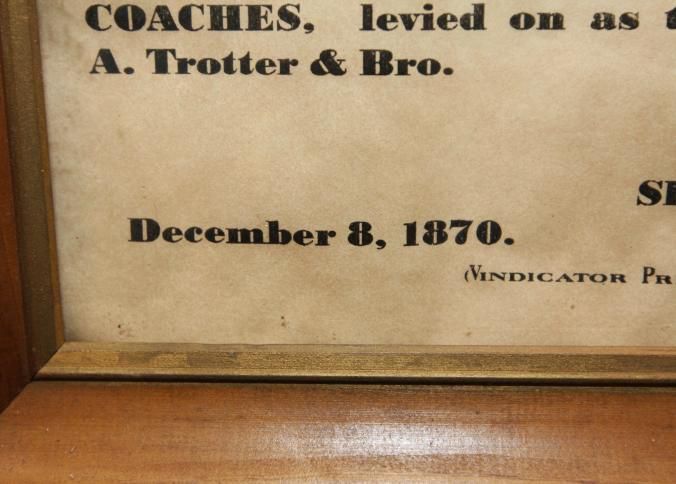 COACHES, levied on as
A. Trotter & Bro.
December 8, 1870.
(VINDICATOR